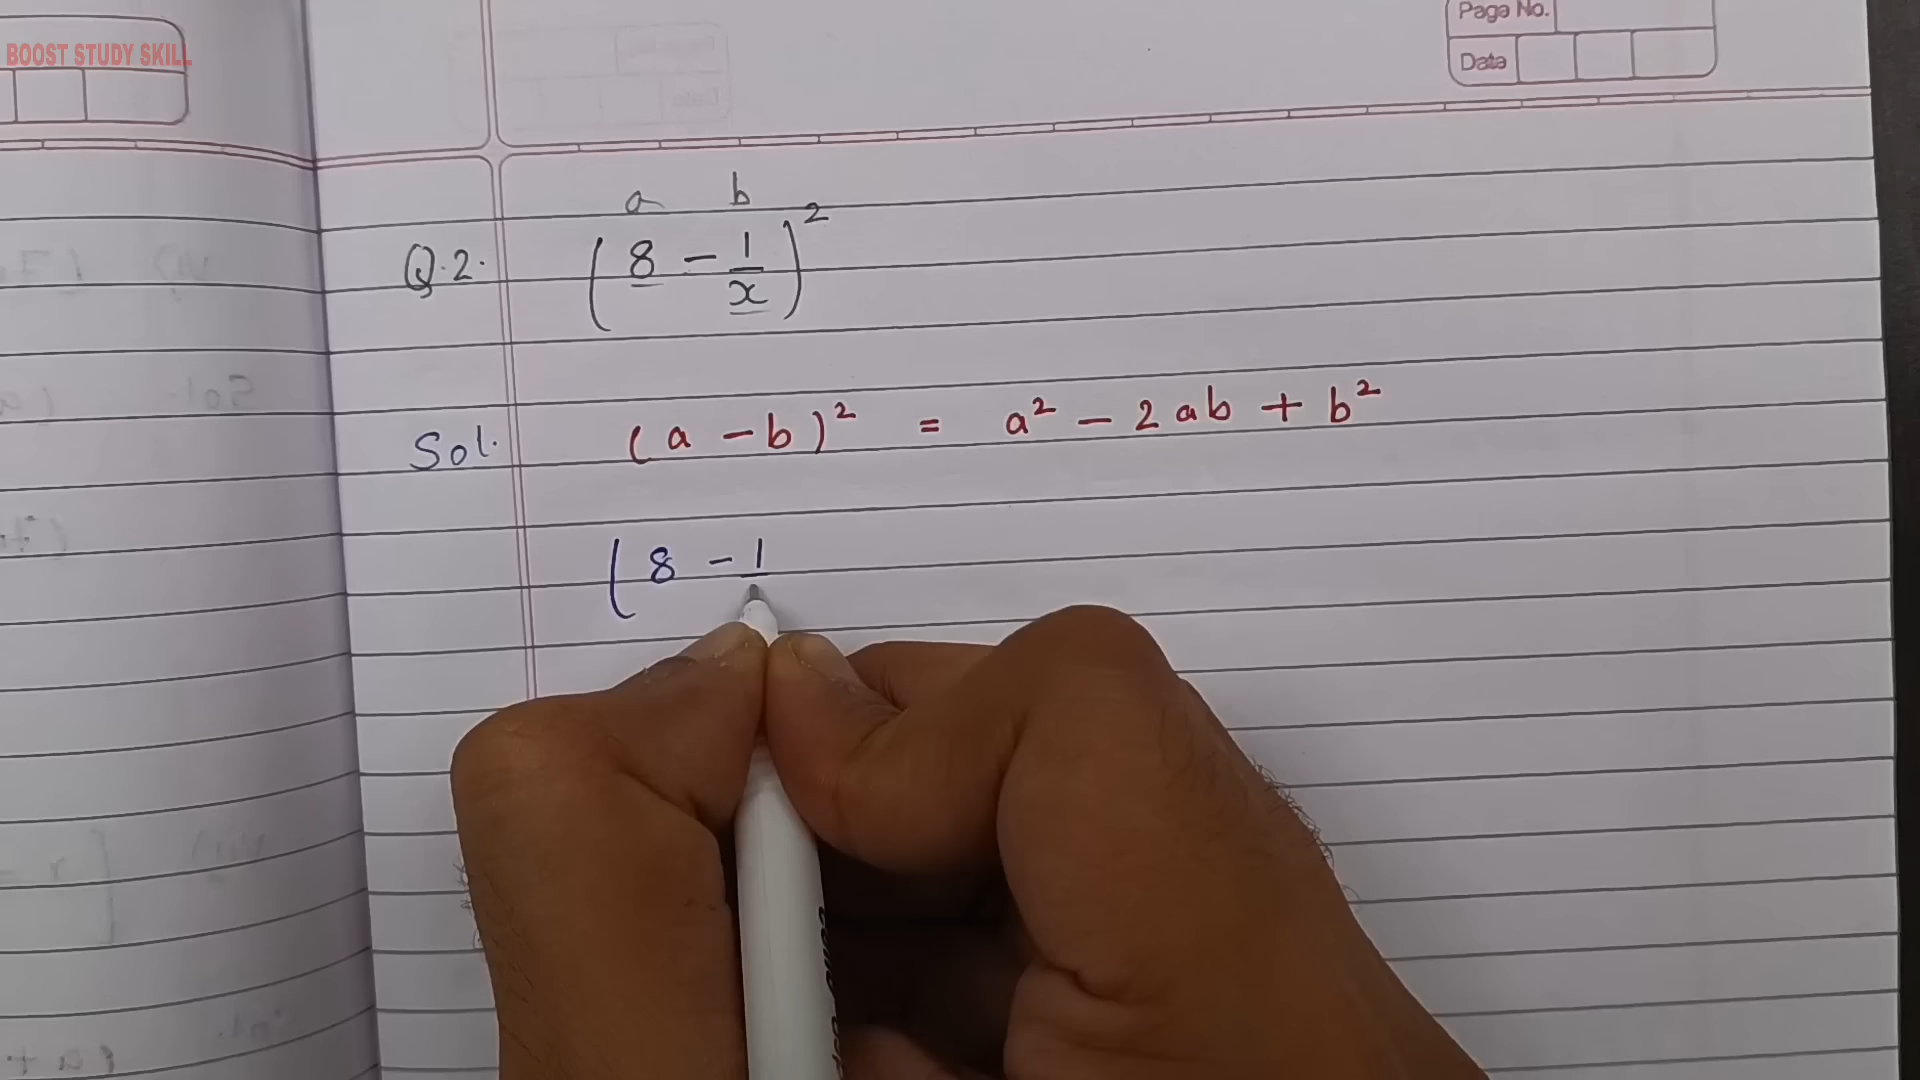 BOOST STUDY SKILL
Page No.
Date
a b
Q.2. (8 - 1/x)²
Sol. (a - b)² = a² - 2ab + b²
(8 - 1